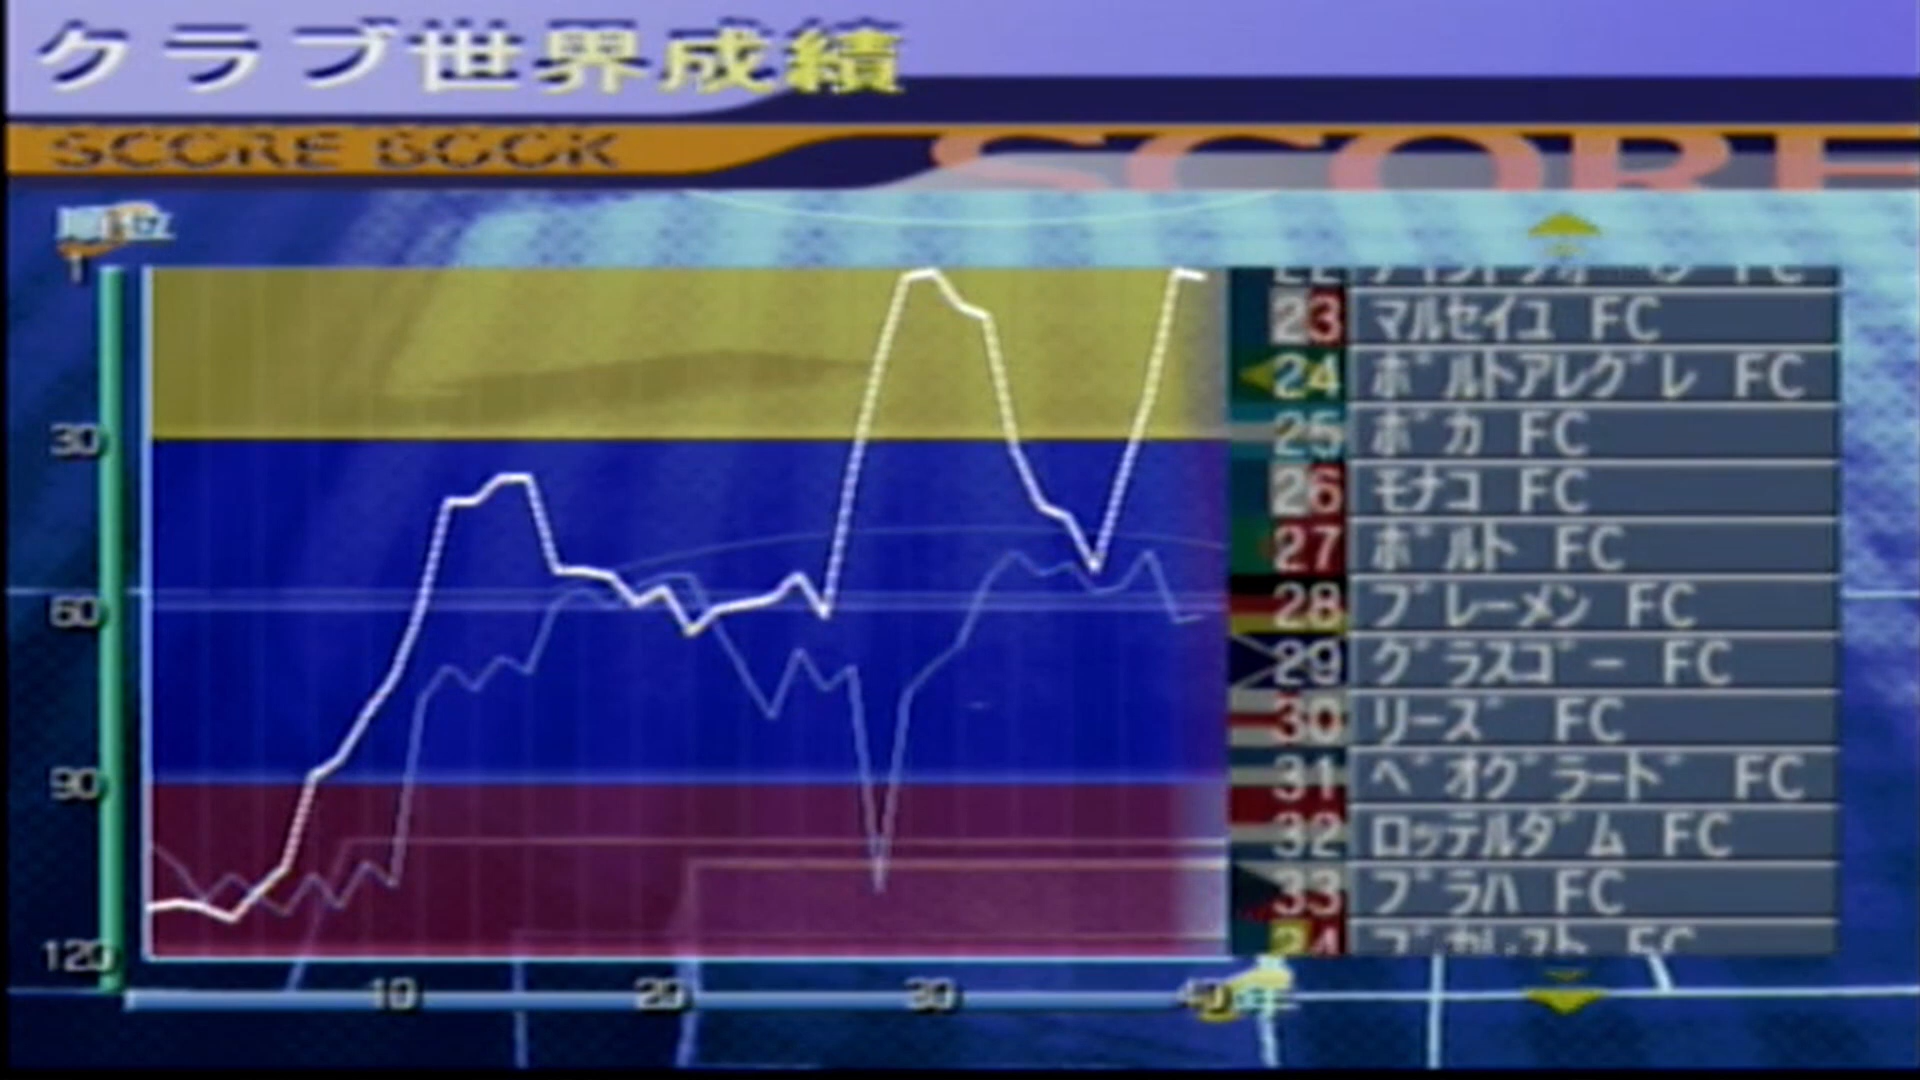 クラブ世界成績
SCORE BOOK
SCORE
順位
1
30
60
90
120
10
20
30
40
年
23 マルセイユ FC
24 ポルトアレグレ FC
25 ボカ FC
26 モナコ FC
27 ポルト FC
28 ブレーメン FC
29 グラスゴー FC
30 リーズ FC
31 ベオグラード FC
32 ロッテルダム FC
33 プラハ FC